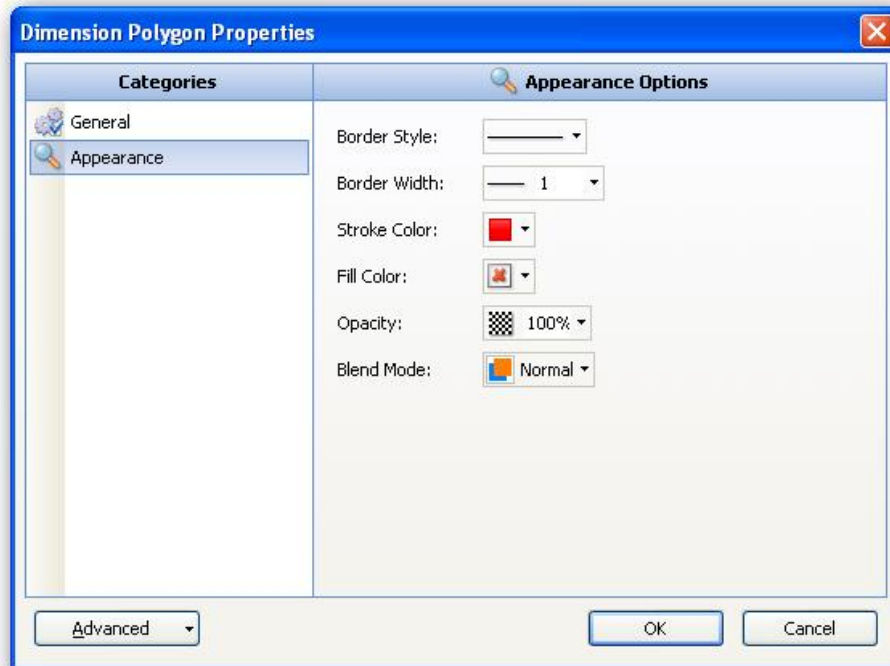 Dimension Polygon Properties
Categories
Appearance Options
General
Appearance
Border Style:
Border Width: 1
Stroke Color:
Fill Color:
Opacity: 100%
Blend Mode: Normal
Advanced
OK
Cancel